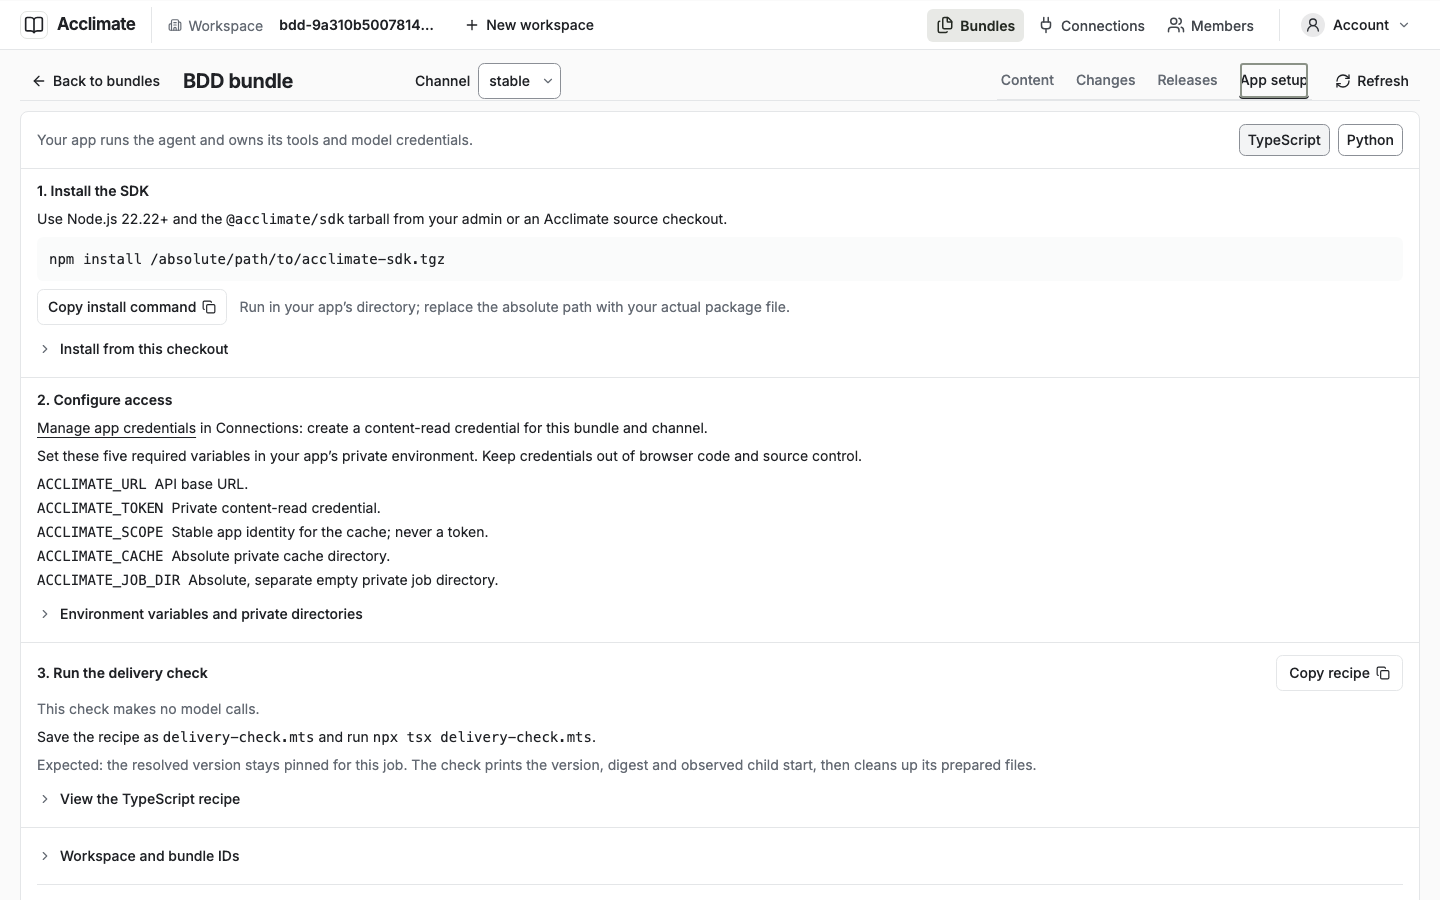 Acclimate
Workspace bdd-9a310b5007814... New workspace
Bundles Connections Members Account
Back to bundles BDD bundle Channel stable Content Changes Releases App setup Refresh
Your app runs the agent and owns its tools and model credentials. TypeScript Python
1. Install the SDK
Use Node.js 22.22+ and the @acclimate/sdk tarball from your admin or an Acclimate source checkout.
npm install /absolute/path/to/acclimate-sdk.tgz
Copy install command Run in your app’s directory; replace the absolute path with your actual package file.
Install from this checkout
2. Configure access
Manage app credentials in Connections: create a content-read credential for this bundle and channel.
Set these five required variables in your app’s private environment. Keep credentials out of browser code and source control.
ACCLIMATE_URL API base URL.
ACCLIMATE_TOKEN Private content-read credential.
ACCLIMATE_SCOPE Stable app identity for the cache; never a token.
ACCLIMATE_CACHE Absolute private cache directory.
ACCLIMATE_JOB_DIR Absolute, separate empty private job directory.
Environment variables and private directories
3. Run the delivery check Copy recipe
This check makes no model calls.
Save the recipe as delivery-check.mts and run npx tsx delivery-check.mts.
Expected: the resolved version stays pinned for this job. The check prints the version, digest and observed child start, then cleans up its prepared files.
View the TypeScript recipe
Workspace and bundle IDs